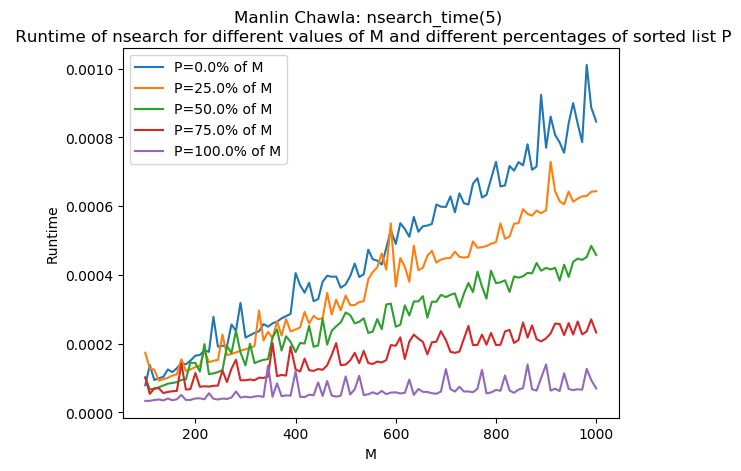 Manlin Chawla: nsearch_time(5)
Runtime of nsearch for different values of M and different percentages of sorted list P
P=0.0% of M
P=25.0% of M
P=50.0% of M
P=75.0% of M
P=100.0% of M
0.0010
0.0008
0.0006
0.0004
0.0002
0.0000
Runtime
200 400 600 800 1000
M